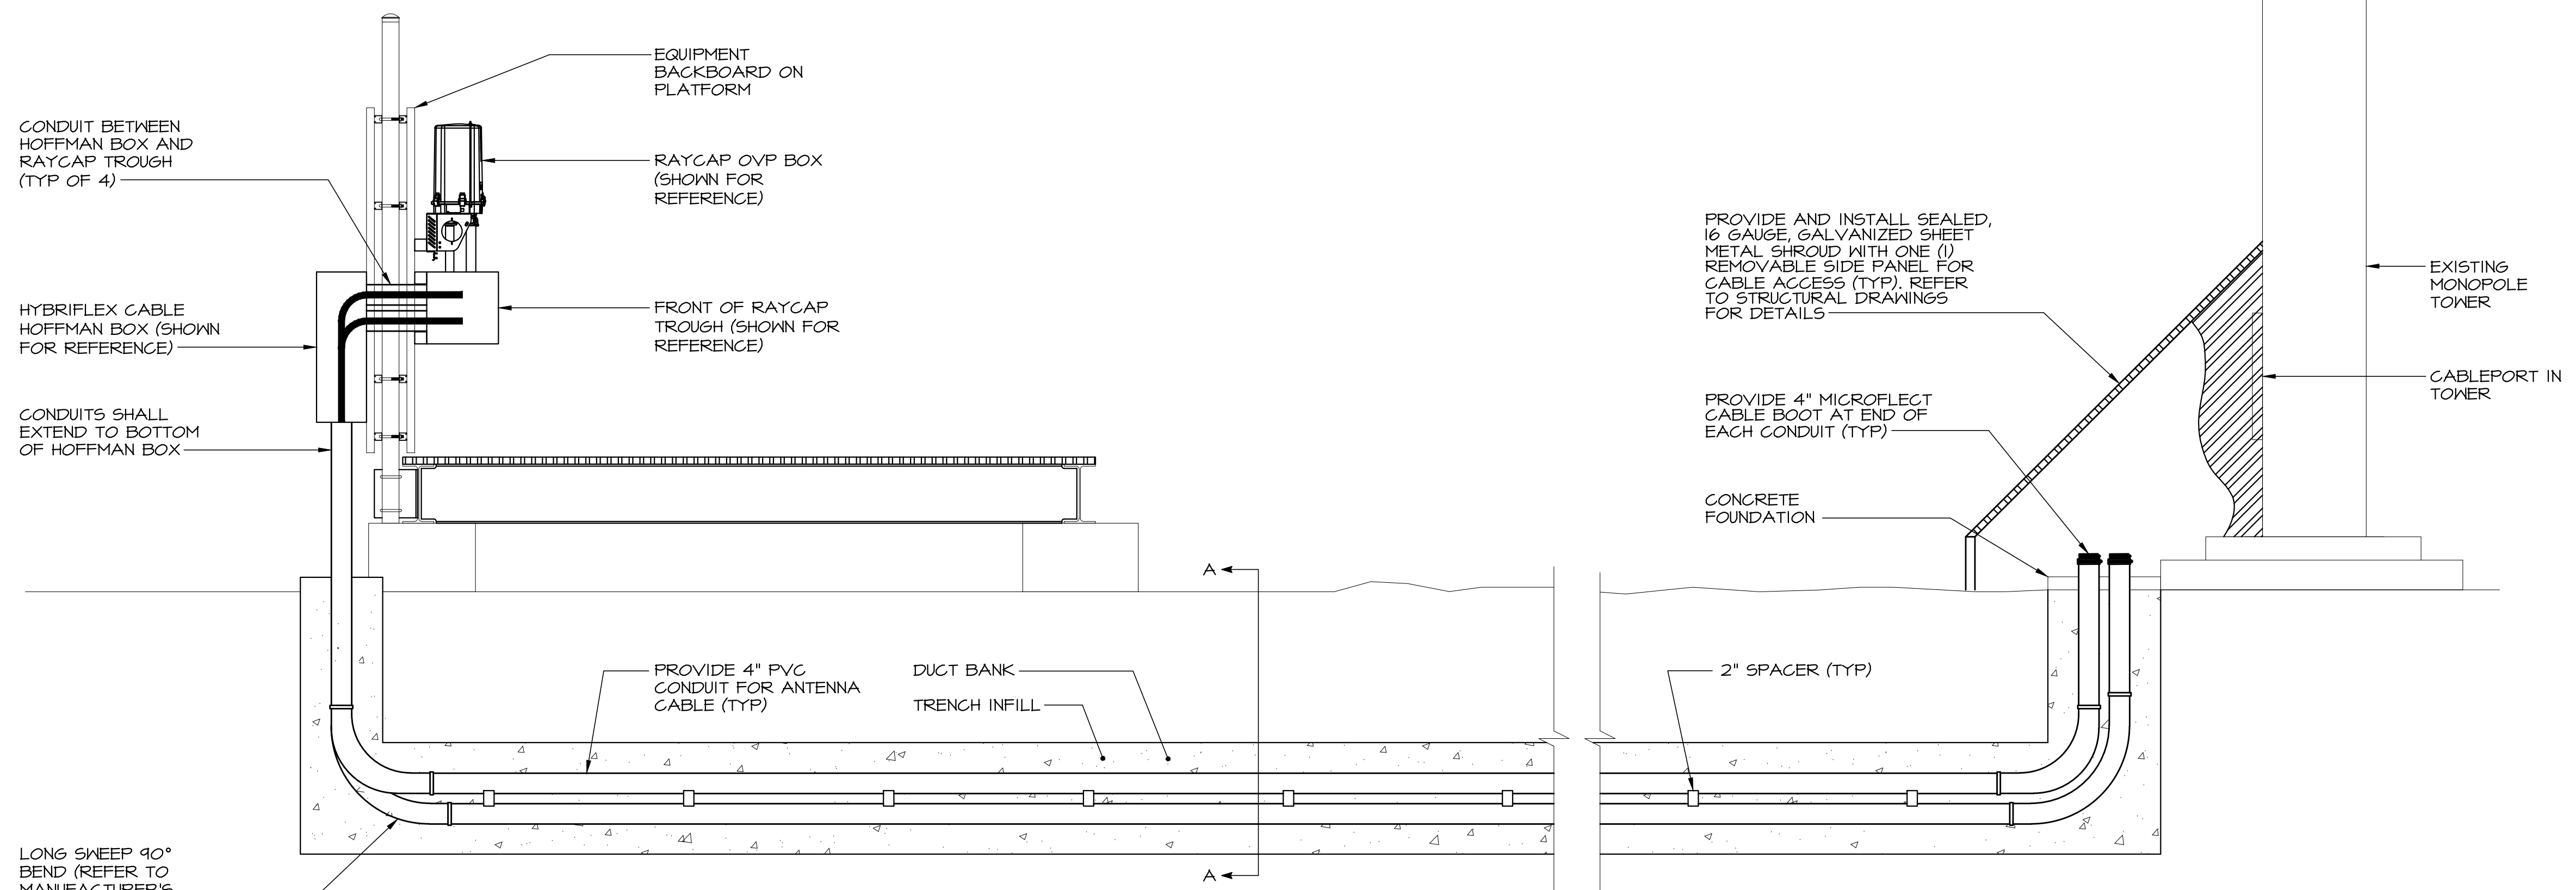 EQUIPMENT
BACKBOARD ON
PLATFORM
CONDUIT BETWEEN
HOFFMAN BOX AND
RAYCAP TROUGH
(TYP OF 4)
RAYCAP OVP BOX
(SHOWN FOR
REFERENCE)
HYBRIFLEX CABLE
HOFFMAN BOX (SHOWN
FOR REFERENCE)
FRONT OF RAYCAP
TROUGH (SHOWN FOR
REFERENCE)
CONDUITS SHALL
EXTEND TO BOTTOM
OF HOFFMAN BOX
PROVIDE AND INSTALL SEALED,
16 GAUGE, GALVANIZED SHEET
METAL SHROUD WITH ONE (1)
REMOVABLE SIDE PANEL FOR
CABLE ACCESS (TYP). REFER
TO STRUCTURAL DRAWINGS
FOR DETAILS
EXISTING
MONOPOLE
TOWER
CABLEPORT IN
TOWER
PROVIDE 4" MICROFLECT
CABLE BOOT AT END OF
EACH CONDUIT (TYP)
CONCRETE
FOUNDATION
A
PROVIDE 4" PVC
CONDUIT FOR ANTENNA
CABLE (TYP)
DUCT BANK
TRENCH INFILL
2" SPACER (TYP)
A
LONG SWEEP 90°
BEND (REFER TO
MANUFACTURER'S